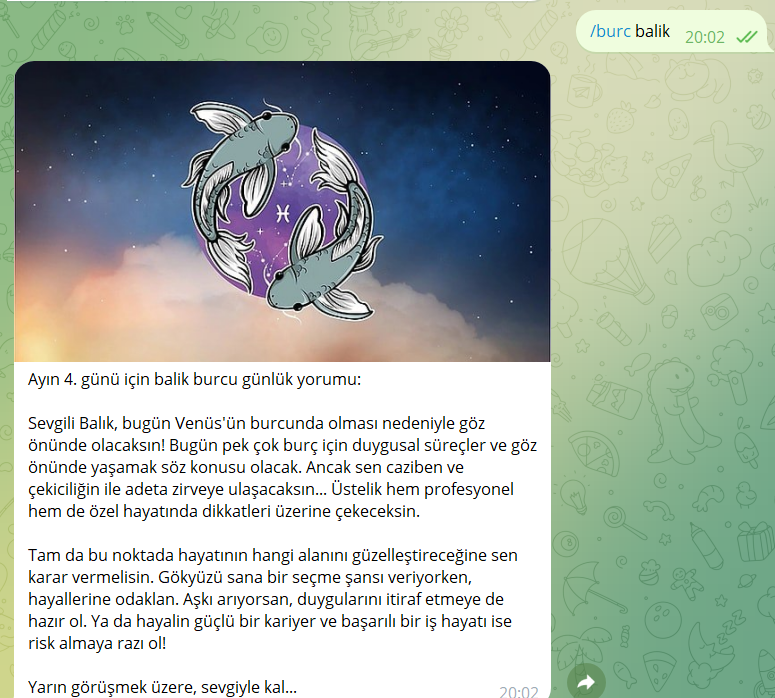 /burc balik 20:02
Ayın 4. günü için balik burcu günlük yorumu:
Sevgili Balık, bugün Venüs'ün burcunda olması nedeniyle göz
önünde olacaksın! Bugün pek çok burç için duygusal süreçler ve göz
önünde yaşamak söz konusu olacak. Ancak sen caziben ve
çekiciliğin ile adeta zirveye ulaşacaksın... Üstelik hem profesyonel
hem de özel hayatında dikkatleri üzerine çekeceksin.
Tam da bu noktada hayatının hangi alanını güzelleştireceğine sen
karar vermelisin. Gökyüzü sana bir seçme şansı veriyorken,
hayallerine odaklan. Aşkı arıyorsan, duygularını itiraf etmeye de
hazır ol. Ya da hayalin güçlü bir kariyer ve başarılı bir iş hayatı ise
risk almaya razı ol!
Yarın görüşmek üzere, sevgiyle kal...
20:02